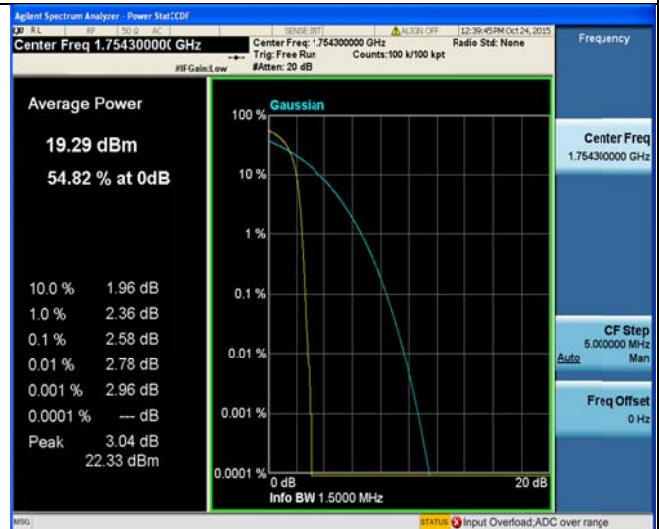 Agilent Spectrum Analyzer - Power Stat CCDF
RL RF 50 Ω AC SENSE:INT ALIGN OFF 12:39:45 PM Oct 24, 2015
Center Freq 1.754300000 GHz
Center Freq: 1.754300000 GHz Radio Std: None
Trig: Free Run Counts:100 k/100 kpt
#IFGain:Low #Atten: 20 dB
Frequency
Average Power
19.29 dBm
54.82 % at 0dB
10.0 % 1.96 dB
1.0 % 2.36 dB
0.1 % 2.58 dB
0.01 % 2.78 dB
0.001 % 2.96 dB
0.0001 % --- dB
Peak 3.04 dB
22.33 dBm
Gaussian
100 %
10 %
1 %
0.1 %
0.01 %
0.001 %
0.0001 %
0 dB 20 dB
Info BW 1.5000 MHz
Center Freq
1.754300000 GHz
CF Step
5.000000 MHz
Auto Man
Freq Offset
0 Hz
MSG STATUS Input Overload;ADC over range